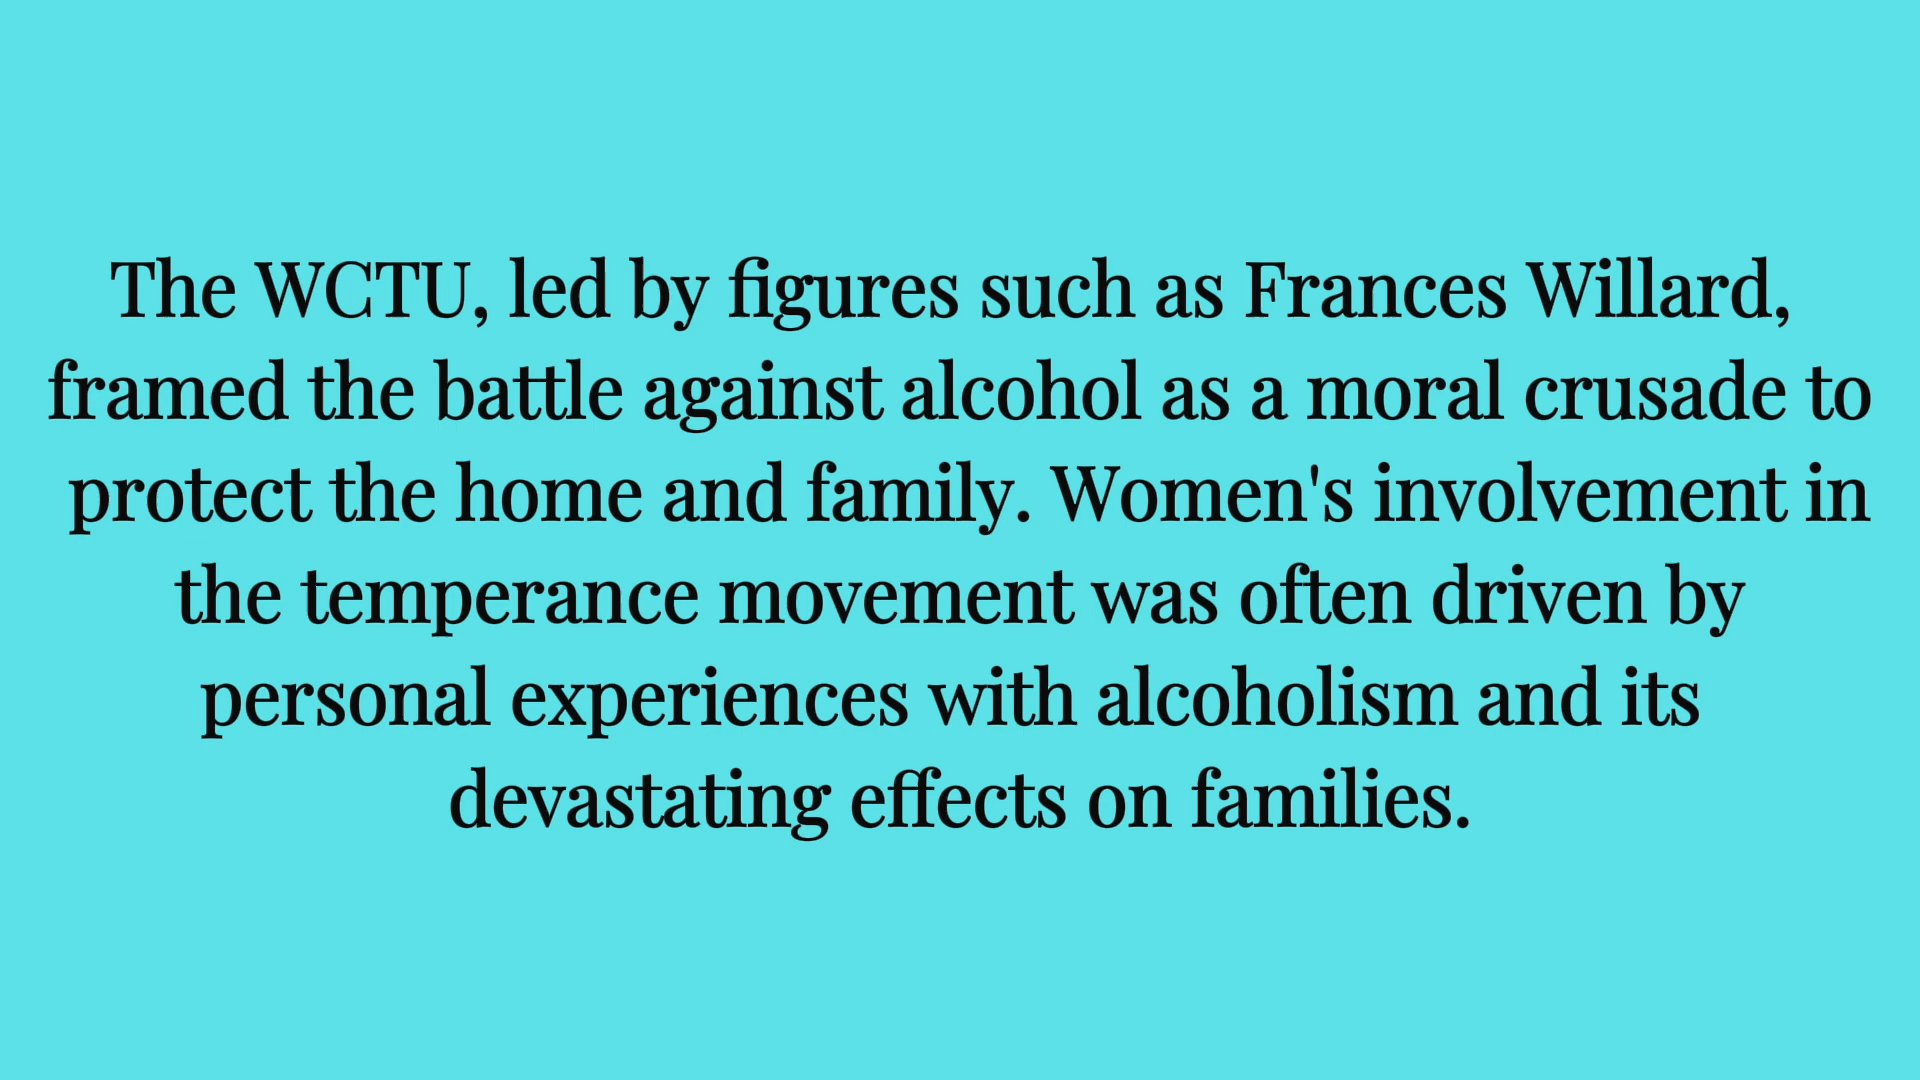 The WCTU, led by figures such as Frances Willard,
framed the battle against alcohol as a moral crusade to
protect the home and family. Women's involvement in
the temperance movement was often driven by
personal experiences with alcoholism and its
devastating effects on families.